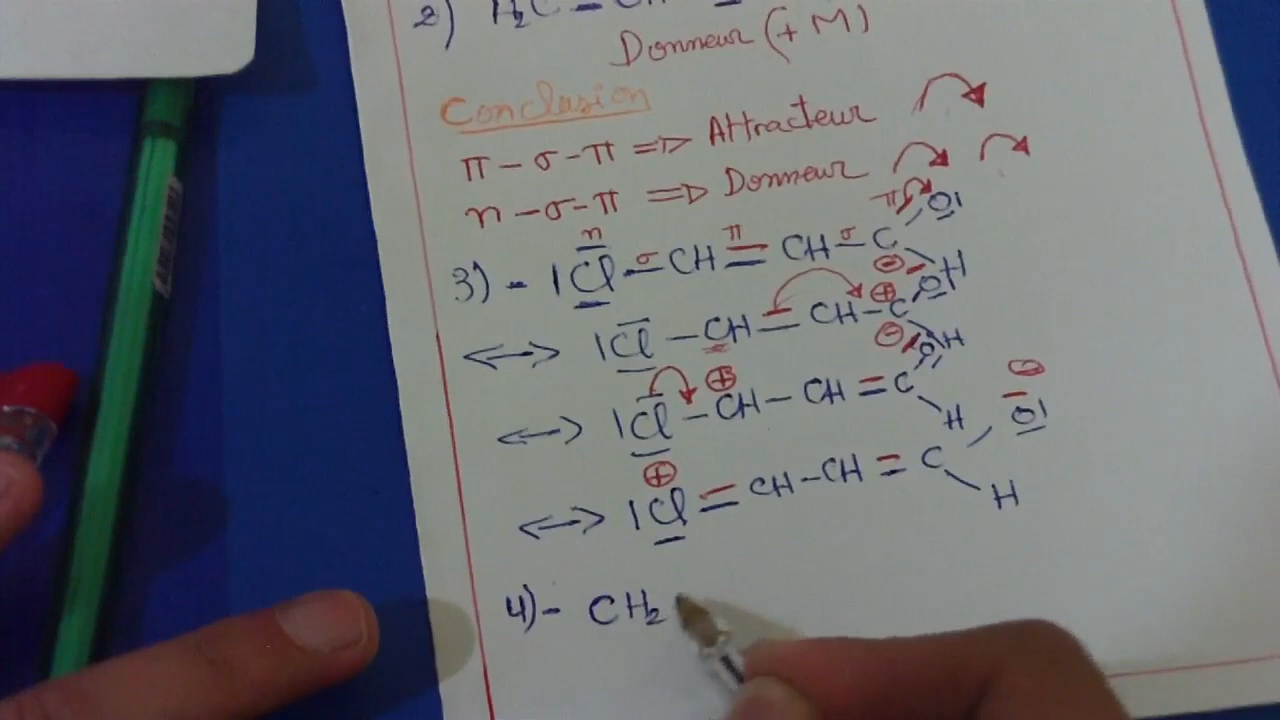 2) H₂C = CH
Donneur (+M)
Conclusion
π - σ - π => Attracteur
n - σ - π => Donneur
n σ π σ π
3) - |Cl - CH = CH - C O| H
⊖ ⊕
<-> |Cl - CH = CH - C O| H
⊕ ⊖
<-> |Cl - CH - CH = C O| H
⊕ ⊖
<-> |Cl = CH - CH = C O| H
4) - CH₂